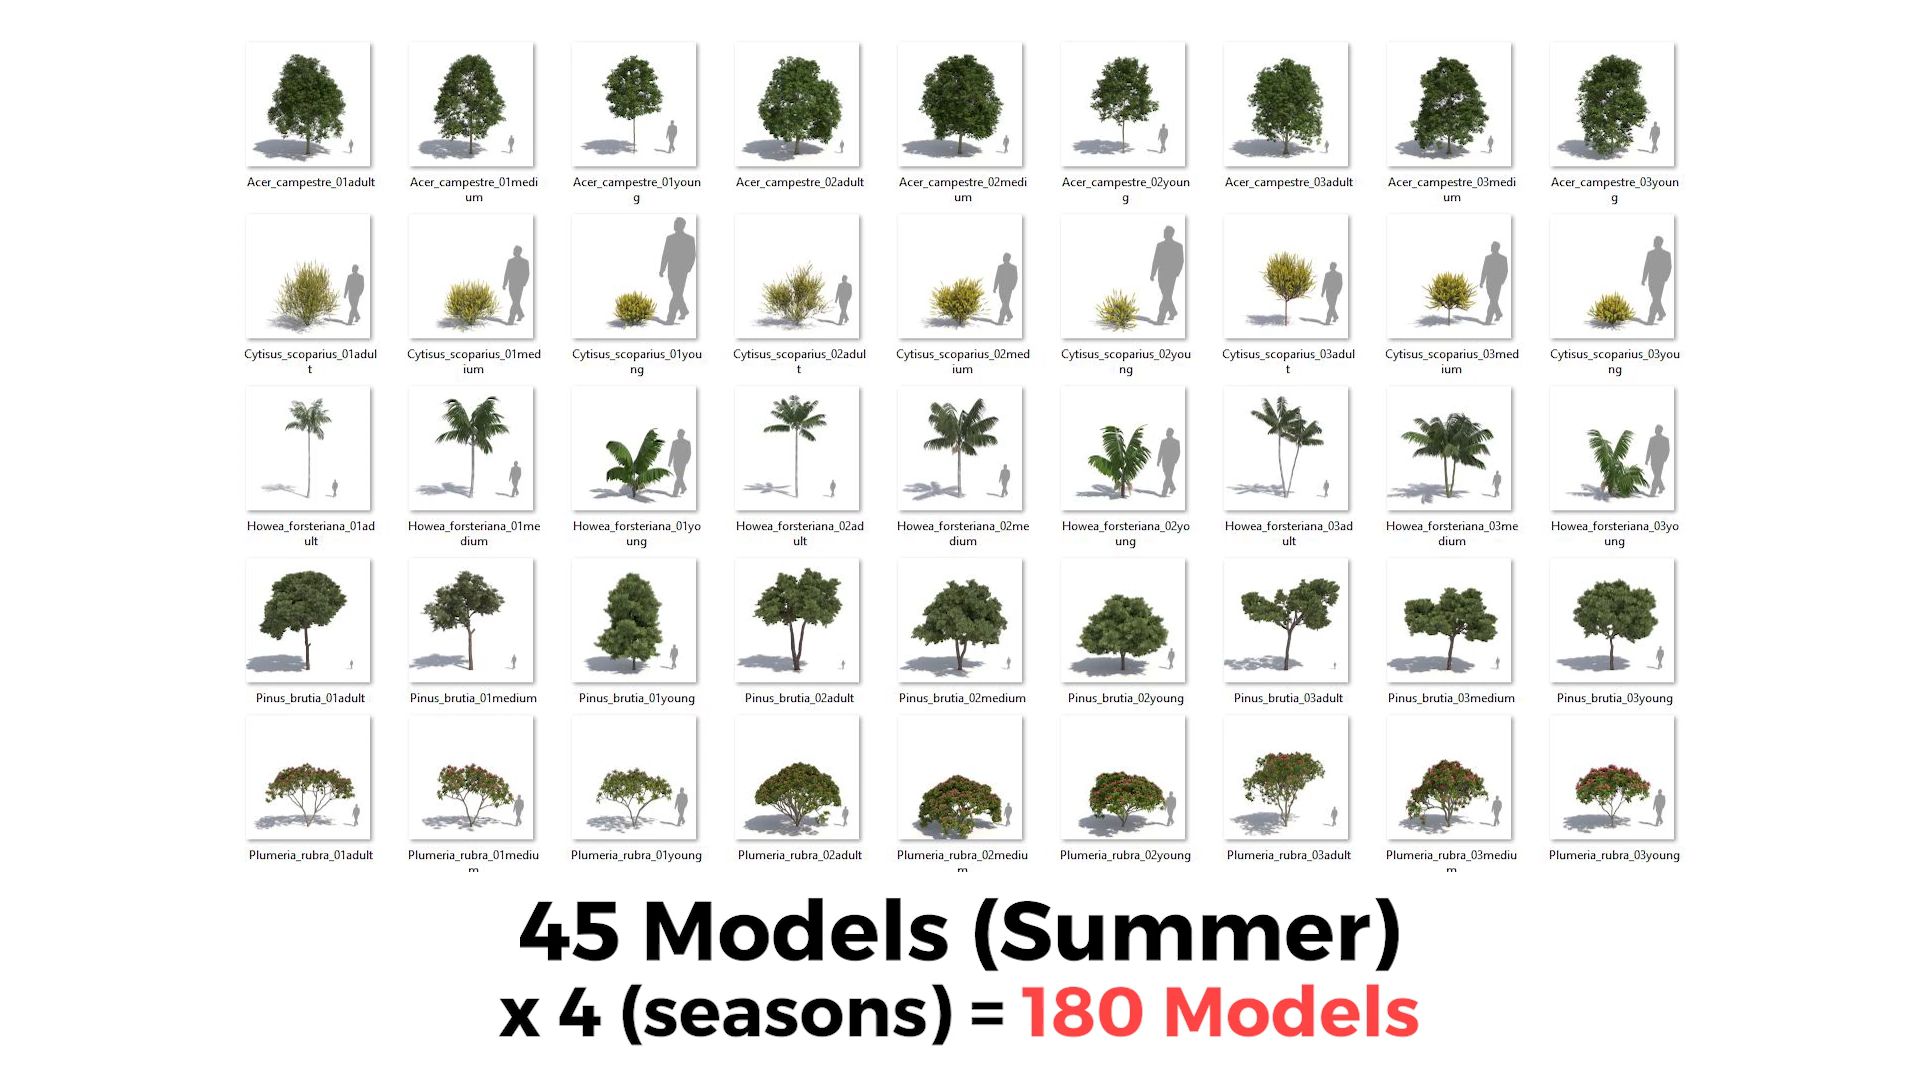 Acer_campestre_01adult Acer_campestre_01medi Acer_campestre_01youn Acer_campestre_02adult Acer_campestre_02medi Acer_campestre_02youn Acer_campestre_03adult Acer_campestre_03medi Acer_campestre_03youn
um g um g um g
Cytisus_scoparius_01adul Cytisus_scoparius_01med Cytisus_scoparius_01you Cytisus_scoparius_02adul Cytisus_scoparius_02med Cytisus_scoparius_02you Cytisus_scoparius_03adul Cytisus_scoparius_03med Cytisus_scoparius_03you
t ium ng t ium ng t ium ng
Howea_forsteriana_01ad Howea_forsteriana_01me Howea_forsteriana_01yo Howea_forsteriana_02ad Howea_forsteriana_02me Howea_forsteriana_02yo Howea_forsteriana_03ad Howea_forsteriana_03me Howea_forsteriana_03yo
ult dium ung ult dium ung ult dium ung
Pinus_brutia_01adult Pinus_brutia_01medium Pinus_brutia_01young Pinus_brutia_02adult Pinus_brutia_02medium Pinus_brutia_02young Pinus_brutia_03adult Pinus_brutia_03medium Pinus_brutia_03young
Plumeria_rubra_01adult Plumeria_rubra_01mediu Plumeria_rubra_01young Plumeria_rubra_02adult Plumeria_rubra_02mediu Plumeria_rubra_02young Plumeria_rubra_03adult Plumeria_rubra_03mediu Plumeria_rubra_03young
m m m
45 Models (Summer)
x 4 (seasons) = 180 Models